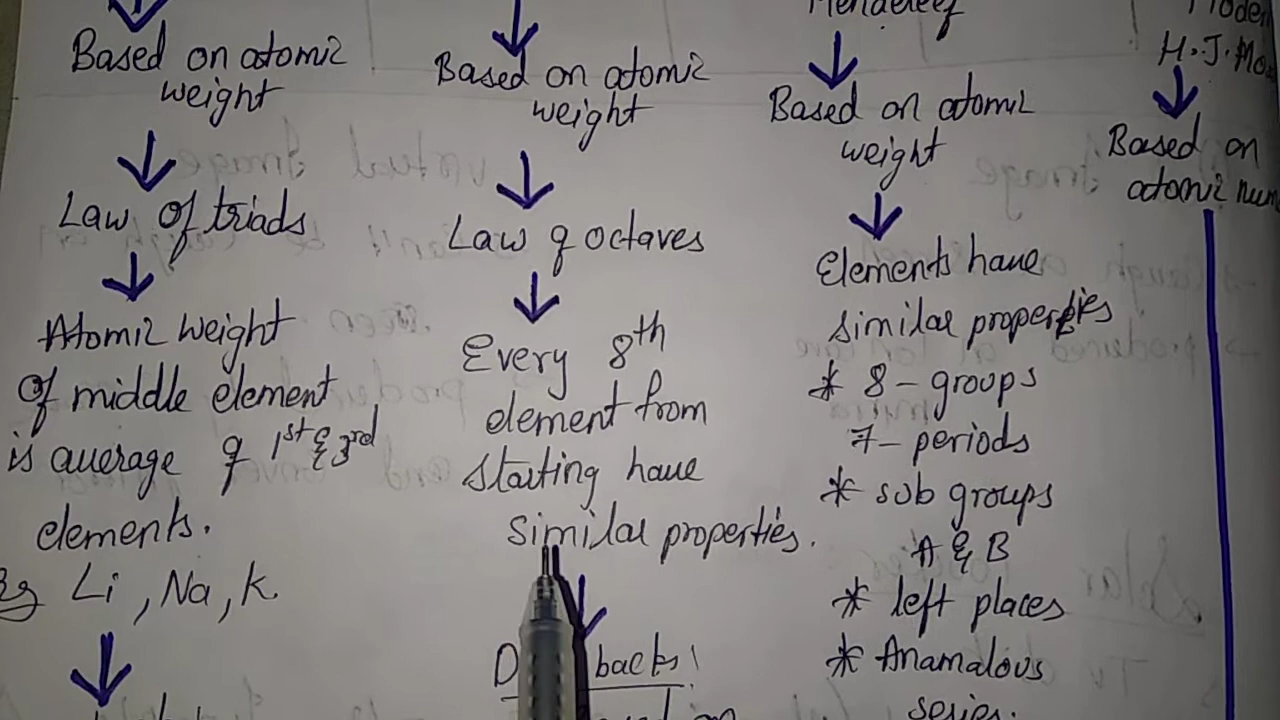 Based on atomic
weight
Law of triads
Atomic weight
Of middle element
is average of 1st & 3rd
elements.
Eg Li, Na, K.
Based on atomic
weight
Law of octaves
Every 8th
element from
starting have
similar properties.
backs!
Mendeleef
Based on atomic
weight
Elements have
similar properties
* 8 - groups
7 - periods
* sub groups
A & B
* left places
* Anamalous
series.
H.J.Mo
Based on
atomic num